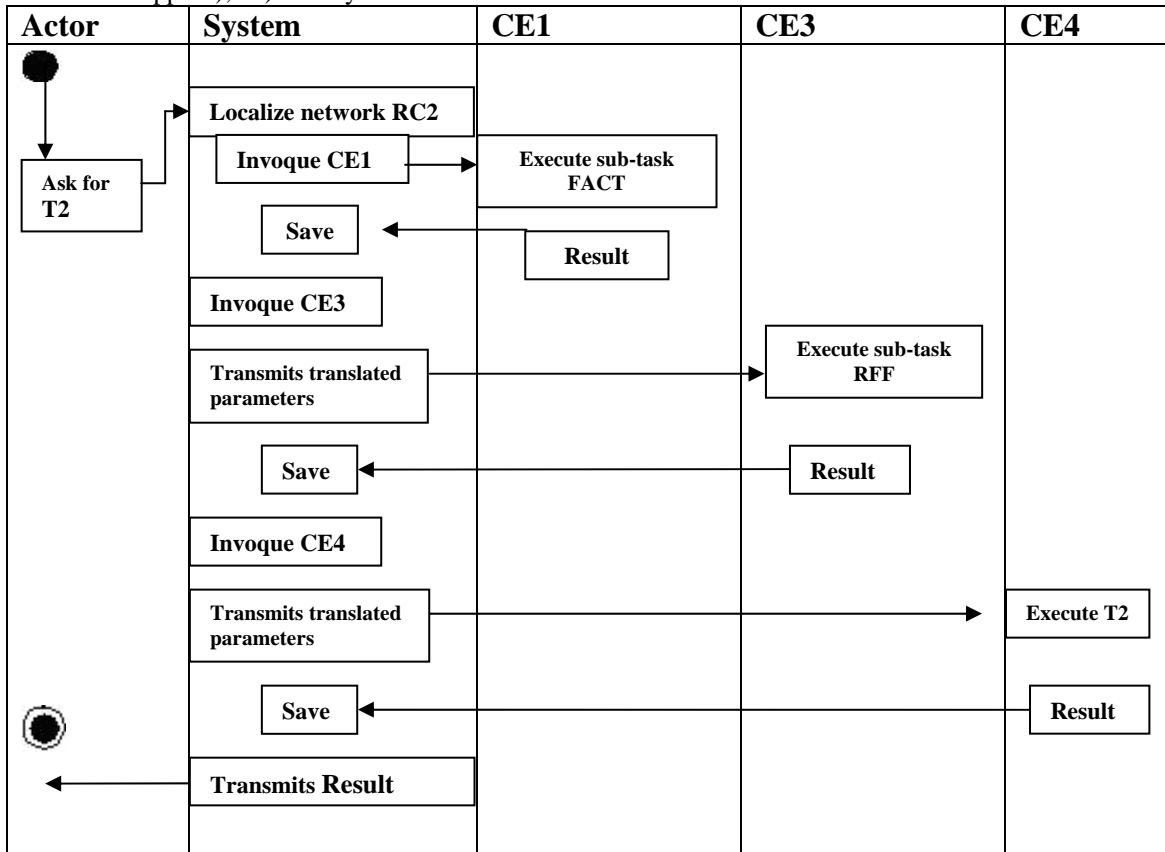 Actor System CE1 CE3 CE4
Localize network RC2
Invoque CE1
Execute sub-task
FACT
Ask for
T2
Save
Result
Invoque CE3
Execute sub-task
RFF
Transmits translated
parameters
Save
Result
Invoque CE4
Transmits translated
parameters
Execute T2
Save
Result
Transmits Result